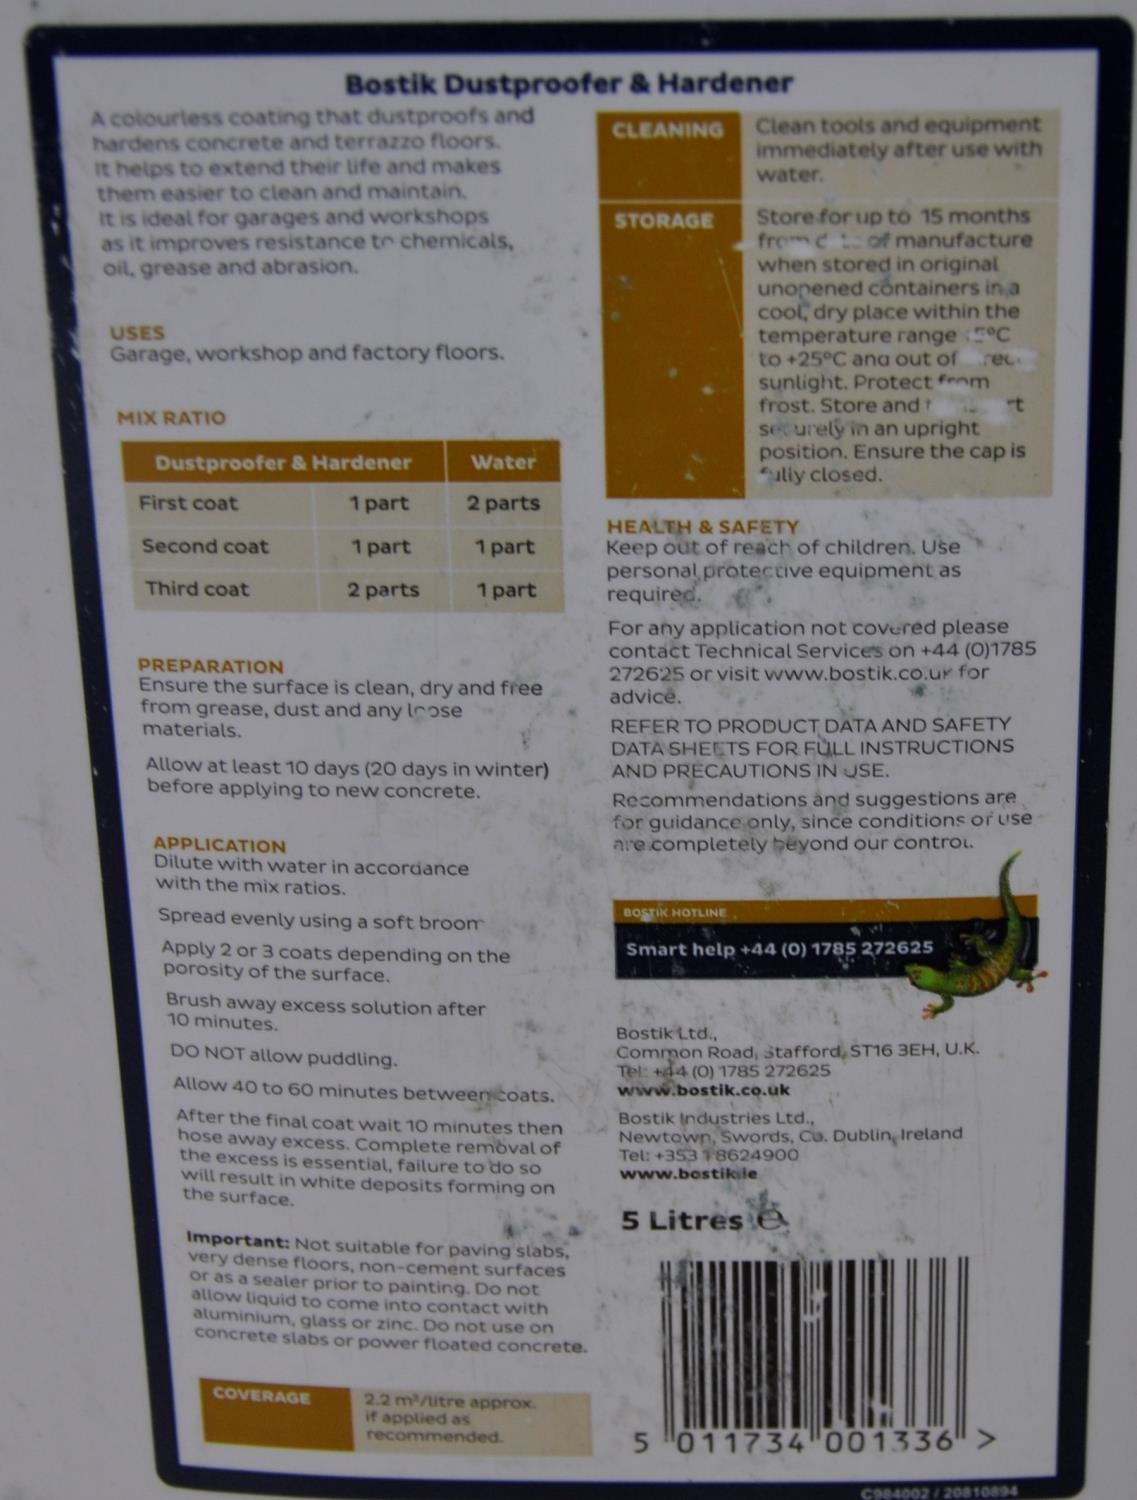 Bostik Dustproofer & Hardener
A colourless coating that dustproofs and
hardens concrete and terrazzo floors.
It helps to extend their life and makes
them easier to clean and maintain.
It is ideal for garages and workshops
as it improves resistance to chemicals,
oil, grease and abrasion.
USES
Garage, workshop and factory floors.
MIX RATIO
Dustproofer & Hardener Water
First coat 1 part 2 parts
Second coat 1 part 1 part
Third coat 2 parts 1 part
PREPARATION
Ensure the surface is clean, dry and free
from grease, dust and any loose
materials.
Allow at least 10 days (20 days in winter)
before applying to new concrete.
APPLICATION
Dilute with water in accordance
with the mix ratios.
Spread evenly using a soft broom
Apply 2 or 3 coats depending on the
porosity of the surface.
Brush away excess solution after
10 minutes.
DO NOT allow puddling.
Allow 40 to 60 minutes between coats.
After the final coat wait 10 minutes then
hose away excess. Complete removal of
the excess is essential, failure to do so
will result in white deposits forming on
the surface.
Important: Not suitable for paving slabs,
very dense floors, non-cement surfaces
or as a sealer prior to painting. Do not
allow liquid to come into contact with
aluminium, glass or zinc. Do not use on
concrete slabs or power floated concrete.
COVERAGE
2.2 m²/litre approx.
if applied as
recommended.
CLEANING
Clean tools and equipment
immediately after use with
water.
STORAGE
Store for up to 15 months
from of manufacture
when stored in original
unopened containers in a
cool, dry place within the
temperature range 5°C
to +25°C and out of
sunlight. Protect from
frost. Store and
securely in an upright
position. Ensure the cap is
fully closed.
HEALTH & SAFETY
Keep out of reach of children. Use
personal protective equipment as
required.
For any application not covered please
contact Technical Services on +44 (0)1785
272625 or visit www.bostik.co.uk for
advice.
REFER TO PRODUCT DATA AND SAFETY
DATA SHEETS FOR FULL INSTRUCTIONS
AND PRECAUTIONS IN USE.
Recommendations and suggestions are
for guidance only, since conditions of use
are completely beyond our control.
BOSTIK HOTLINE
Smart help +44 (0) 1785 272625
Bostik Ltd.,
Common Road, Stafford, ST16 3EH, U.K.
Tel: +44 (0) 1785 272625
www.bostik.co.uk
Bostik Industries Ltd.,
Newtown, Swords, Co. Dublin, Ireland
Tel: +353 1 8624900
www.bostik.ie
5 Litres ℮
5 011734 001336 >
C984002 / 20810894